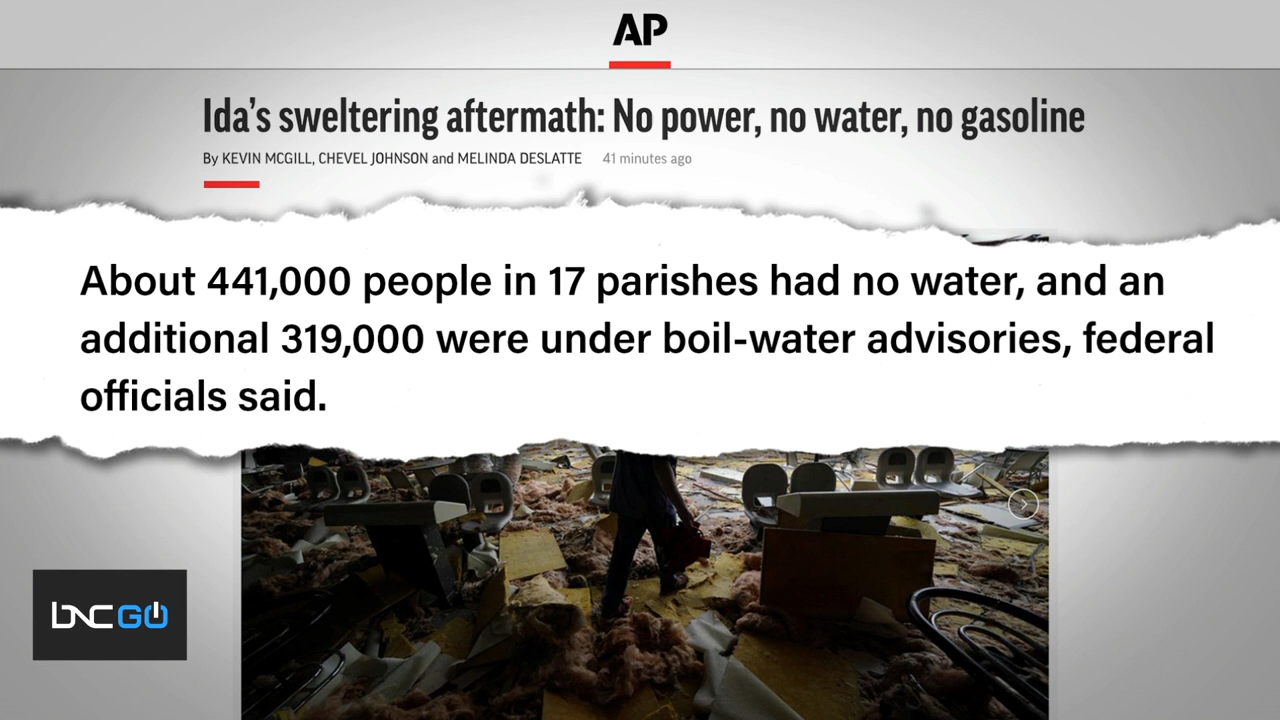 AP
Ida’s sweltering aftermath: No power, no water, no gasoline
By KEVIN MCGILL, CHEVEL JOHNSON and MELINDA DESLATTE 41 minutes ago
About 441,000 people in 17 parishes had no water, and an
additional 319,000 were under boil-water advisories, federal
officials said.
bNC GO